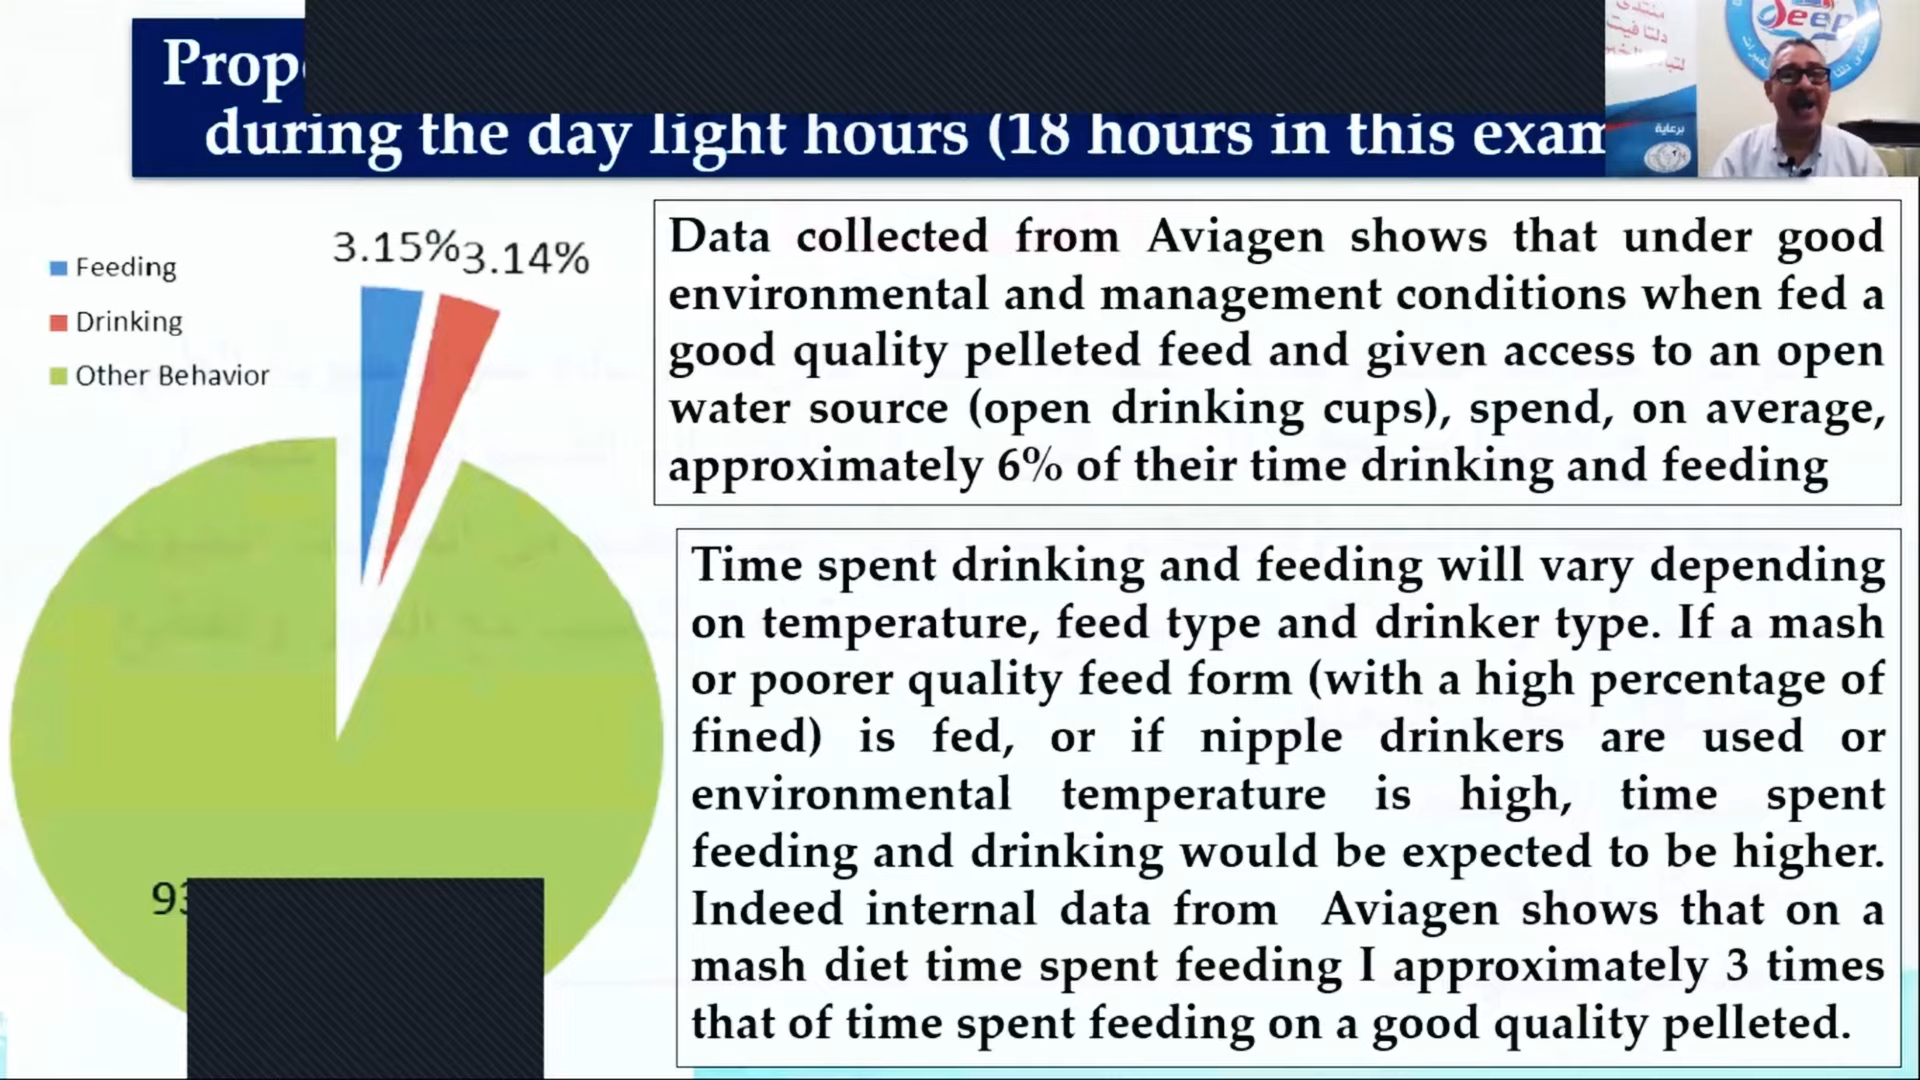 during the day light hours (18 hours in this
3.15%
3.14%
Feeding
Drinking
Other Behavior
Data collected from Aviagen shows that under good
environmental and management conditions when fed a
good quality pelleted feed and given access to an open
water source (open drinking cups), spend, on average,
approximately 6% of their time drinking and feeding
Time spent drinking and feeding will vary depending
on temperature, feed type and drinker type. If a mash
or poorer quality feed form (with a high percentage of
fined) is fed, or if nipple drinkers are used or
environmental temperature is high, time spent
feeding and drinking would be expected to be higher.
Indeed internal data from Aviagen shows that on a
mash diet time spent feeding I approximately 3 times
that of time spent feeding on a good quality pelleted.
منتدى
دلتا فيت
برعاية